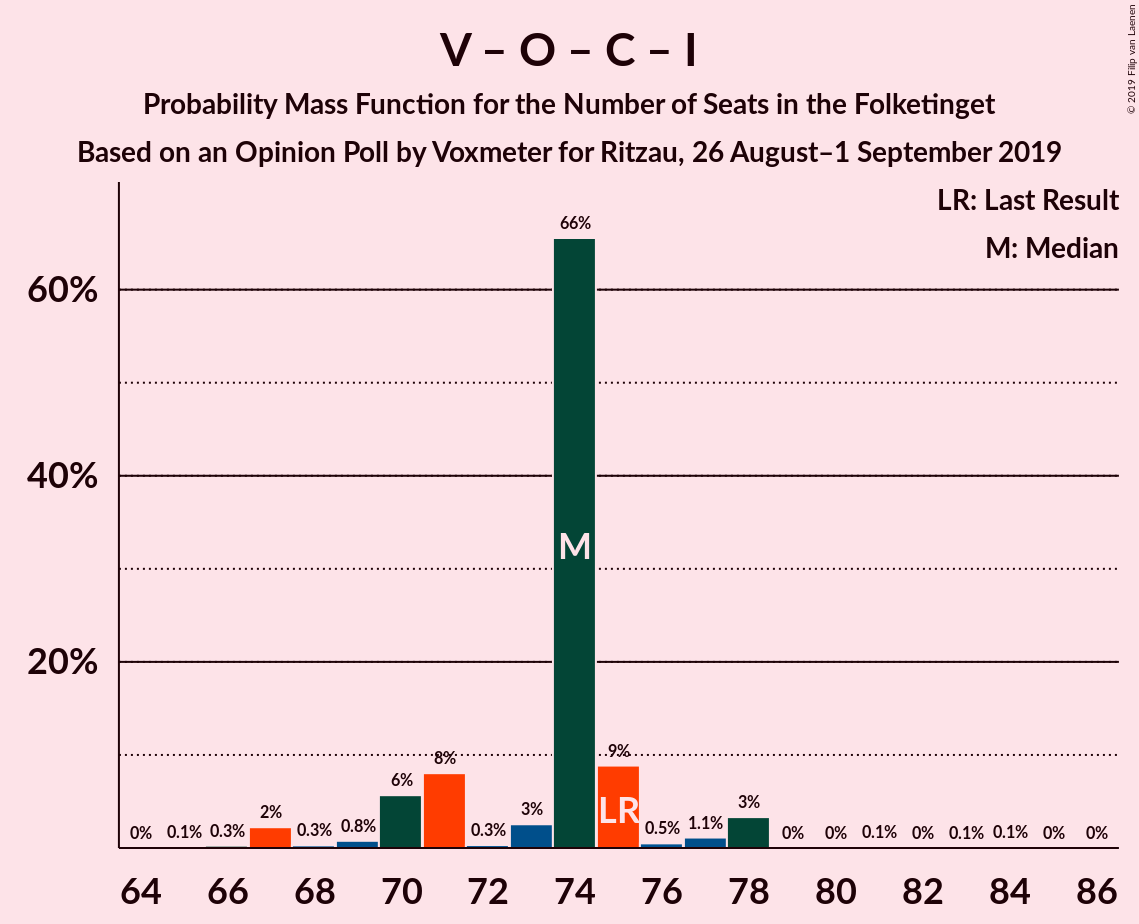 V – O – C – I
Probability Mass Function for the Number of Seats in the Folketinget
Based on an Opinion Poll by Voxmeter for Ritzau, 26 August–1 September 2019
© 2019 Filip van Laenen
LR: Last Result
M: Median
60%
40%
20%
0%
0.1%
0.3%
2%
0.3%
0.8%
6%
8%
0.3%
3%
66%
9%
0.5%
1.1%
3%
0%
0%
0.1%
0%
0.1%
0.1%
0%
0%
M
LR
64 66 68 70 72 74 76 78 80 82 84 86